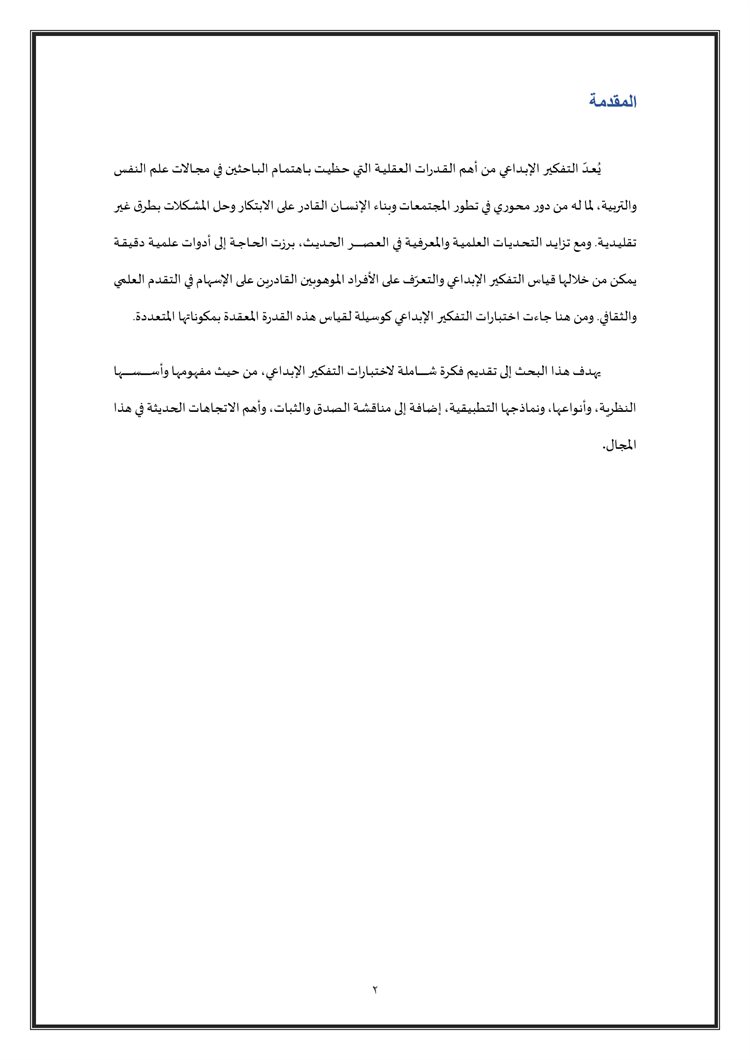 المقدمة
يُعدّ التفكير الإبداعي من أهم القدرات العقلية التي حظيت باهتمام الباحثين في مجالات علم النفس
والتربية، لما له من دور محوري في تطور المجتمعات وبناء الإنسان القادر على الابتكار وحل المشكلات بطرق غير
تقليدية. ومع تزايد التحديات العلمية والمعرفية في العصر الحديث، برزت الحاجة إلى أدوات علمية دقيقة
يمكن من خلالها قياس التفكير الإبداعي والتعرّف على الأفراد الموهوبين القادرين على الإسهام في التقدم العلمي
والثقافي. ومن هنا جاءت اختبارات التفكير الإبداعي كوسيلة لقياس هذه القدرة المعقدة بمكوناتها المتعددة.
يهدف هذا البحث إلى تقديم فكرة شاملة لاختبارات التفكير الإبداعي، من حيث مفهومها وأسسها
النظرية، وأنواعها، ونماذجها التطبيقية، إضافة إلى مناقشة الصدق والثبات، وأهم الاتجاهات الحديثة في هذا
المجال.
٢